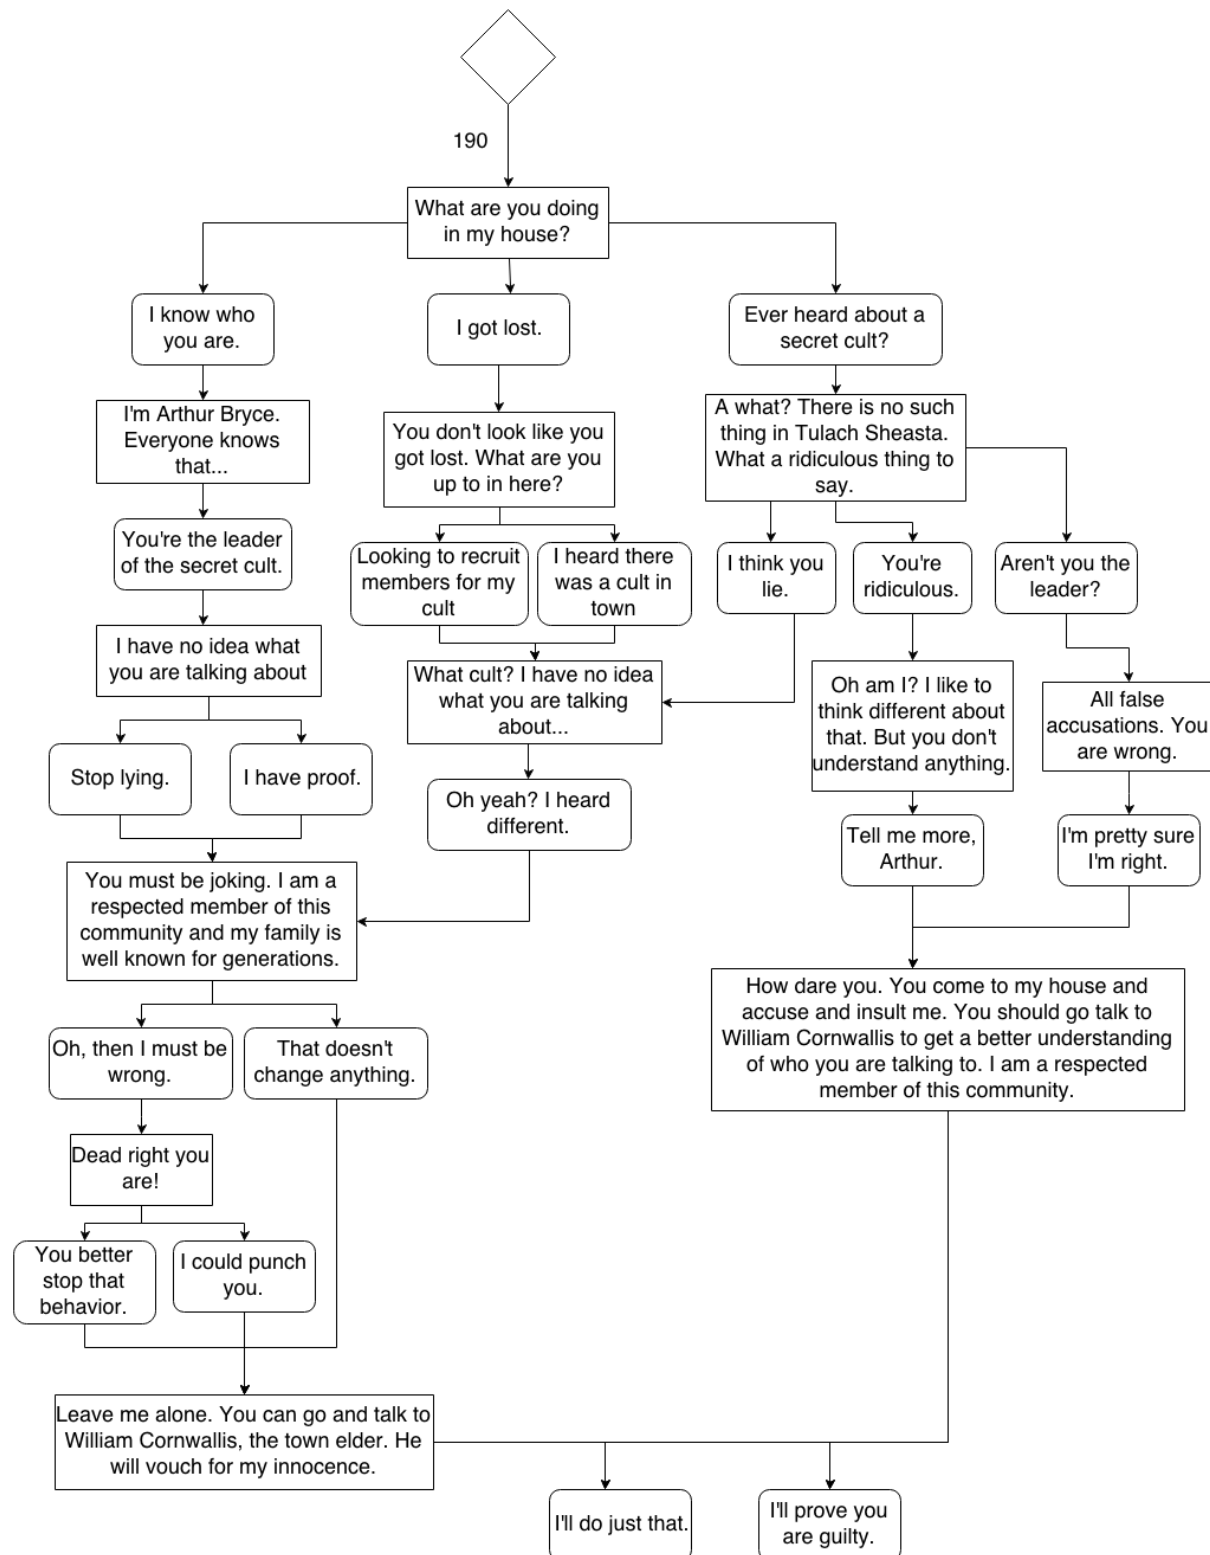 190
What are you doing
in my house?
I know who
you are.
I got lost.
Ever heard about a
secret cult?
I'm Arthur Bryce.
Everyone knows
that...
You don't look like you
got lost. What are you
up to in here?
A what? There is no such
thing in Tulach Sheasta.
What a ridiculous thing to
say.
You're the leader
of the secret cult.
Looking to recruit
members for my
cult
I heard there
was a cult in
town
I think you
lie.
You're
ridiculous.
Aren't you the
leader?
I have no idea what
you are talking about
What cult? I have no idea
what you are talking
about...
Oh am I? I like to
think different about
that. But you don't
understand anything.
All false
accusations. You
are wrong.
Stop lying.
I have proof.
Oh yeah? I heard
different.
Tell me more,
Arthur.
I'm pretty sure
I'm right.
You must be joking. I am a
respected member of this
community and my family is
well known for generations.
How dare you. You come to my house and
accuse and insult me. You should go talk to
William Cornwallis to get a better understanding
of who you are talking to. I am a respected
member of this community.
Oh, then I must be
wrong.
That doesn't
change anything.
Dead right you
are!
You better
stop that
behavior.
I could punch
you.
Leave me alone. You can go and talk to
William Cornwallis, the town elder. He
will vouch for my innocence.
I'll do just that.
I'll prove you
are guilty.